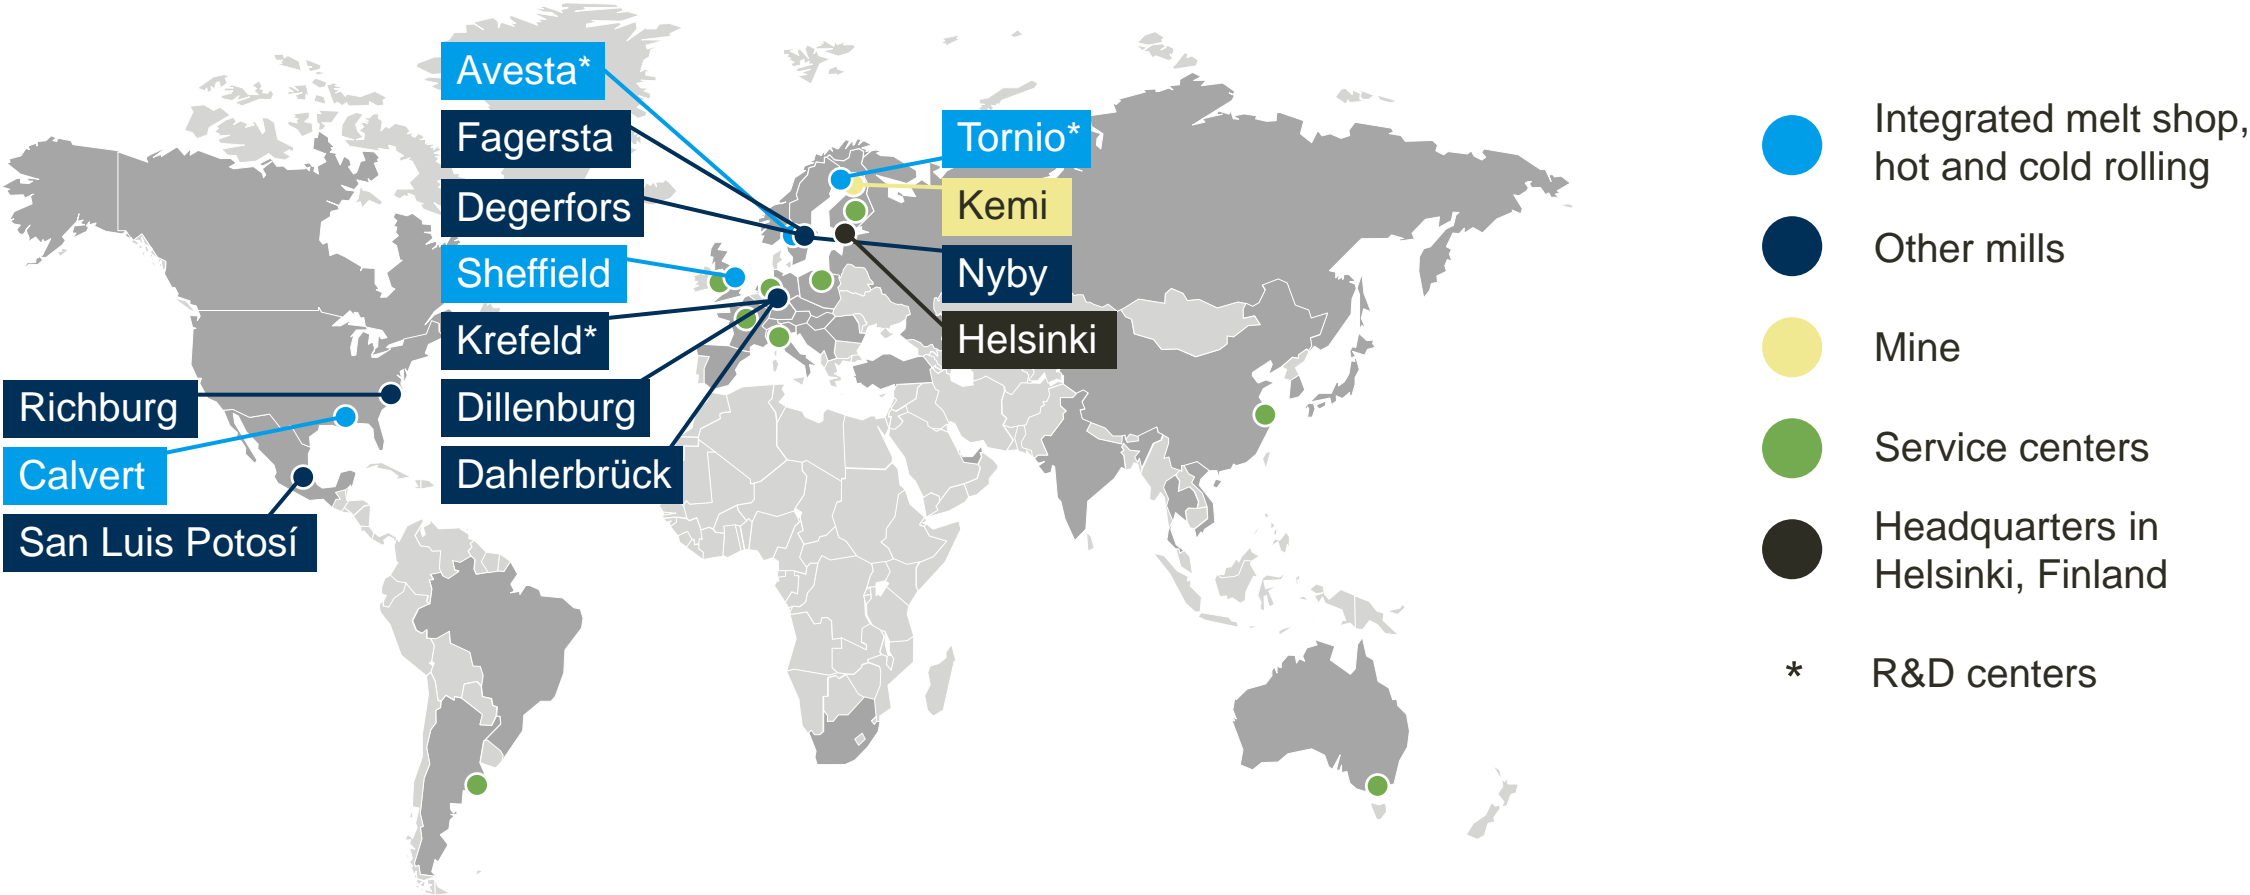 Avesta*
Fagersta
Degerfors
Sheffield
Krefeld*
Dillenburg
Dahlerbrück
Richburg
Calvert
San Luis Potosí
Tornio*
Kemi
Nyby
Helsinki
Integrated melt shop,
hot and cold rolling
Other mills
Mine
Service centers
Headquarters in
Helsinki, Finland
* R&D centers